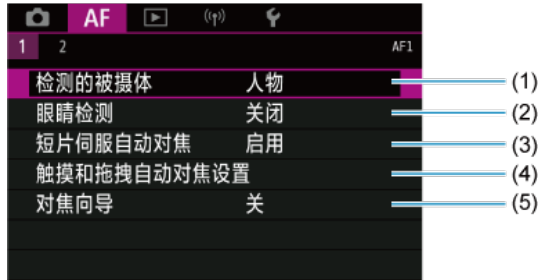 AF
1 2 AF1
检测的被摄体 人物 (1)
眼睛检测 关闭 (2)
短片伺服自动对焦 启用 (3)
触摸和拖拽自动对焦设置 (4)
对焦向导 关 (5)